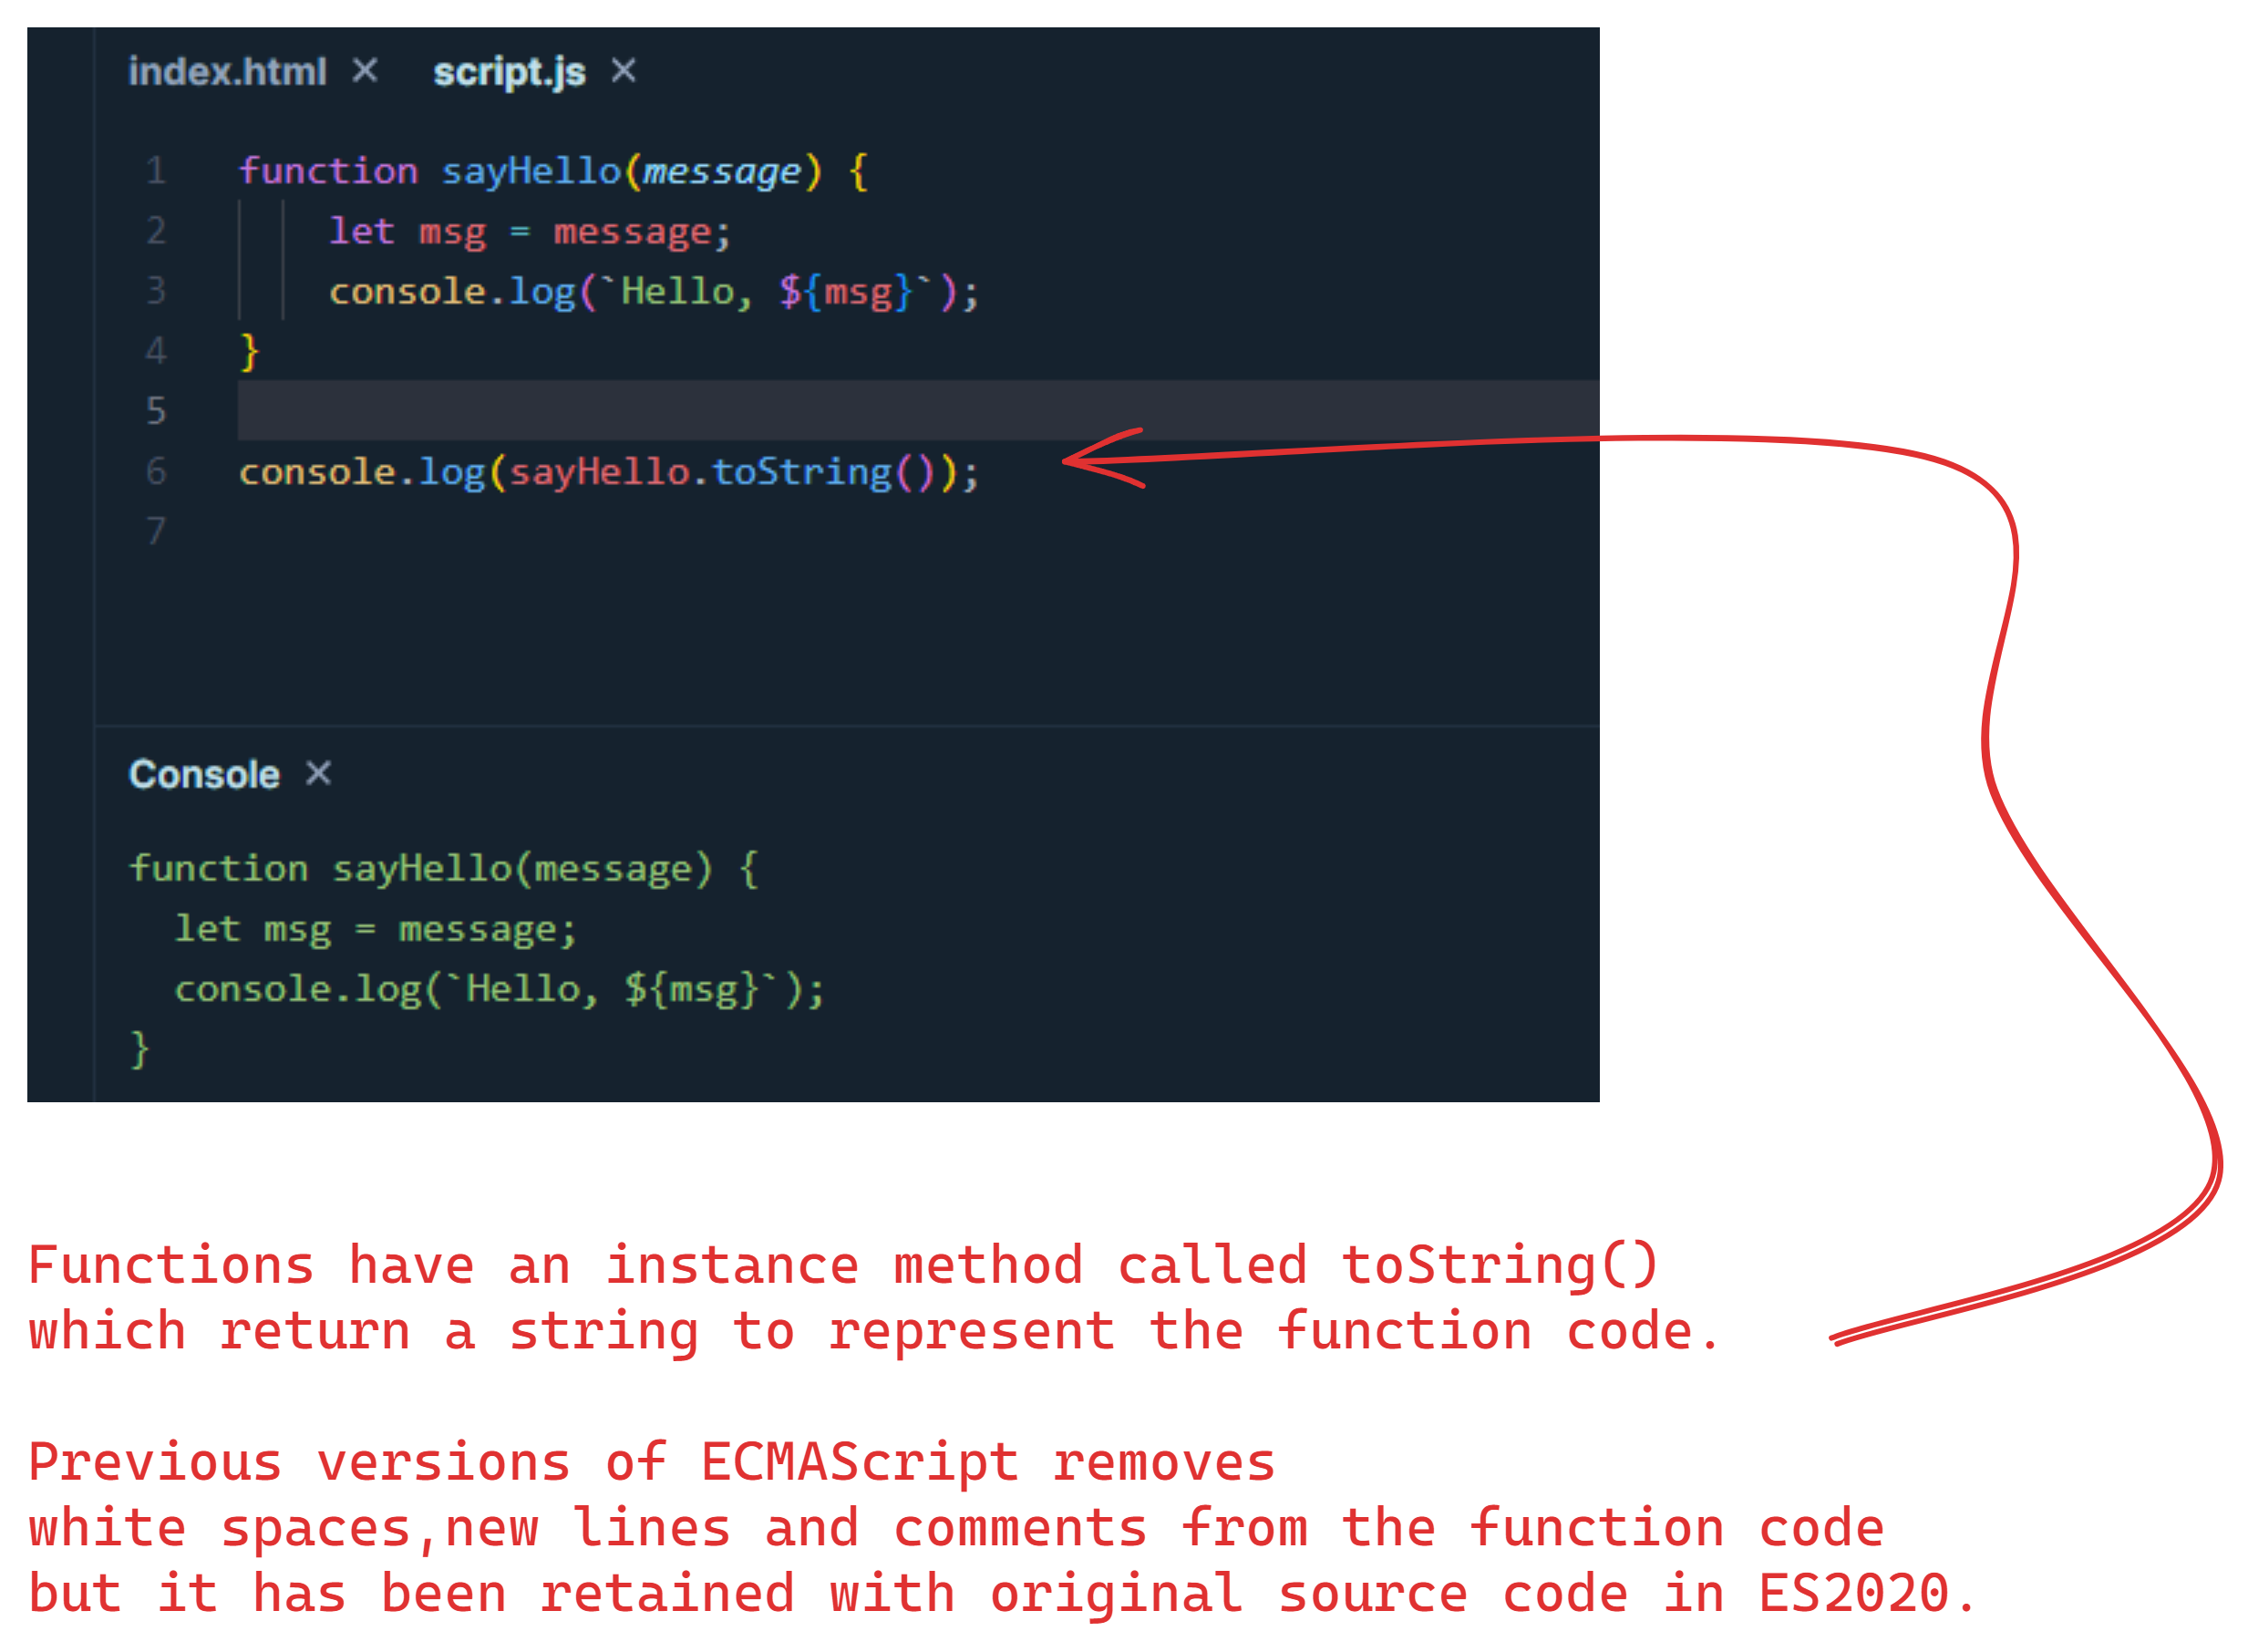 index.html × script.js ×
1 function sayHello(message) {
2 let msg = message;
3 console.log(`Hello, ${msg}`);
4 }
5
6 console.log(sayHello.toString());
7
Console ×
function sayHello(message) {
let msg = message;
console.log(`Hello, ${msg}`);
}
Functions have an instance method called toString()
which return a string to represent the function code.
Previous versions of ECMAScript removes
white spaces,new lines and comments from the function code
but it has been retained with original source code in ES2020.